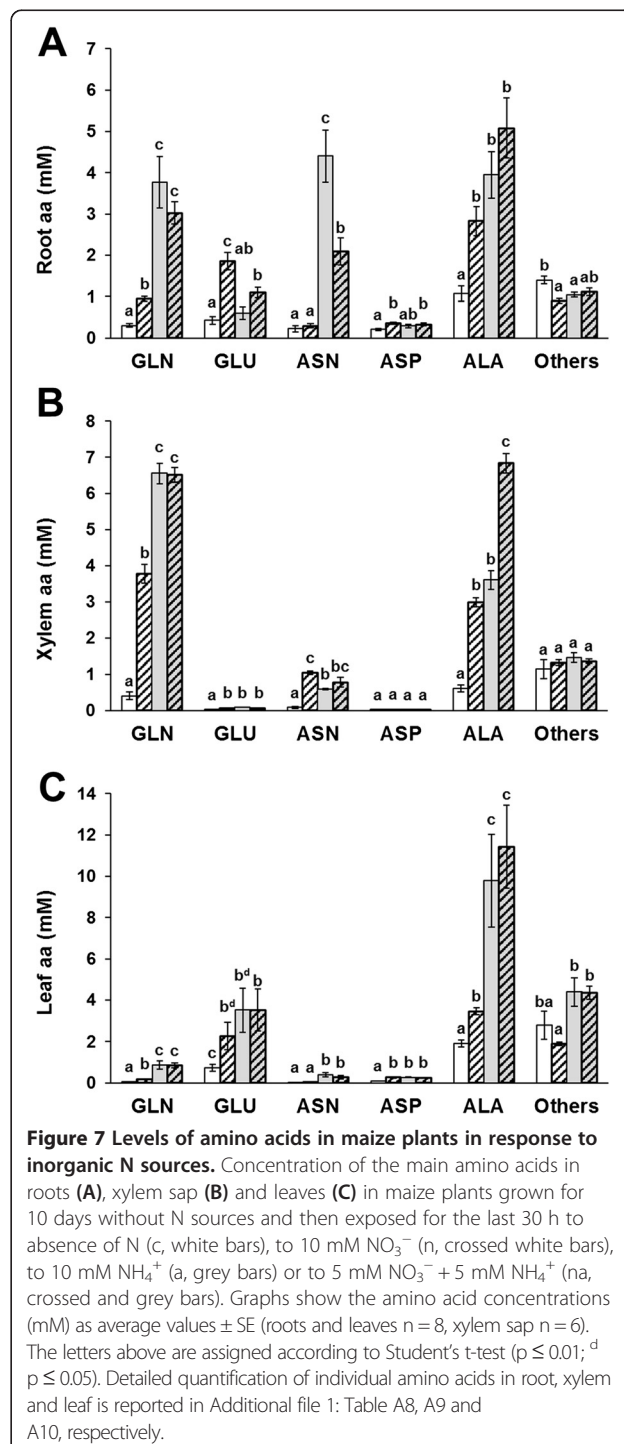 A
7
6
5
4
3
2
1
0
Root aa (mM)
a b c c
a c ab b
a a c b
a b ab b
a b b b
b a a ab
GLN GLU ASN ASP ALA Others
B
8
7
6
5
4
3
2
1
0
Xylem aa (mM)
a b c c
a b b b
a c b bc
a a a a
a b b c
a a a a
GLN GLU ASN ASP ALA Others
C
14
12
10
8
6
4
2
0
Leaf aa (mM)
a b c c
c bᵈ bᵈ b
a a b b
a b b b
a b c c
ba a b b
GLN GLU ASN ASP ALA Others
Figure 7 Levels of amino acids in maize plants in response to
inorganic N sources. Concentration of the main amino acids in
roots (A), xylem sap (B) and leaves (C) in maize plants grown for
10 days without N sources and then exposed for the last 30 h to
absence of N (c, white bars), to 10 mM NO₃⁻ (n, crossed white bars),
to 10 mM NH₄⁺ (a, grey bars) or to 5 mM NO₃⁻ + 5 mM NH₄⁺ (na,
crossed and grey bars). Graphs show the amino acid concentrations
(mM) as average values ± SE (roots and leaves n = 8, xylem sap n = 6).
The letters above are assigned according to Student's t-test (p ≤ 0.01; ᵈ
p ≤ 0.05). Detailed quantification of individual amino acids in root, xylem
and leaf is reported in Additional file 1: Table A8, A9 and
A10, respectively.